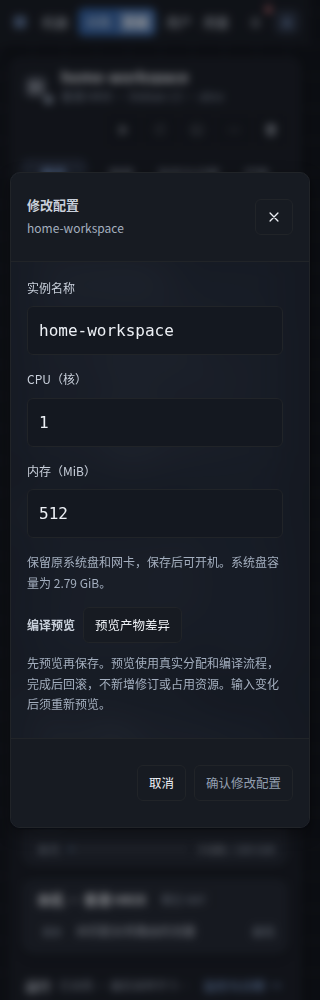 修改配置
home-workspace
实例名称
home-workspace
CPU（核）
1
内存（MiB）
512
保留原系统盘和网卡，保存后可开机。系统盘容
量为 2.79 GiB。
编译预览 预览产物差异
先预览再保存。预览使用真实分配和编译流程，
完成后回滚，不新增修订或占用资源。输入变化
后须重新预览。
取消 确认修改配置